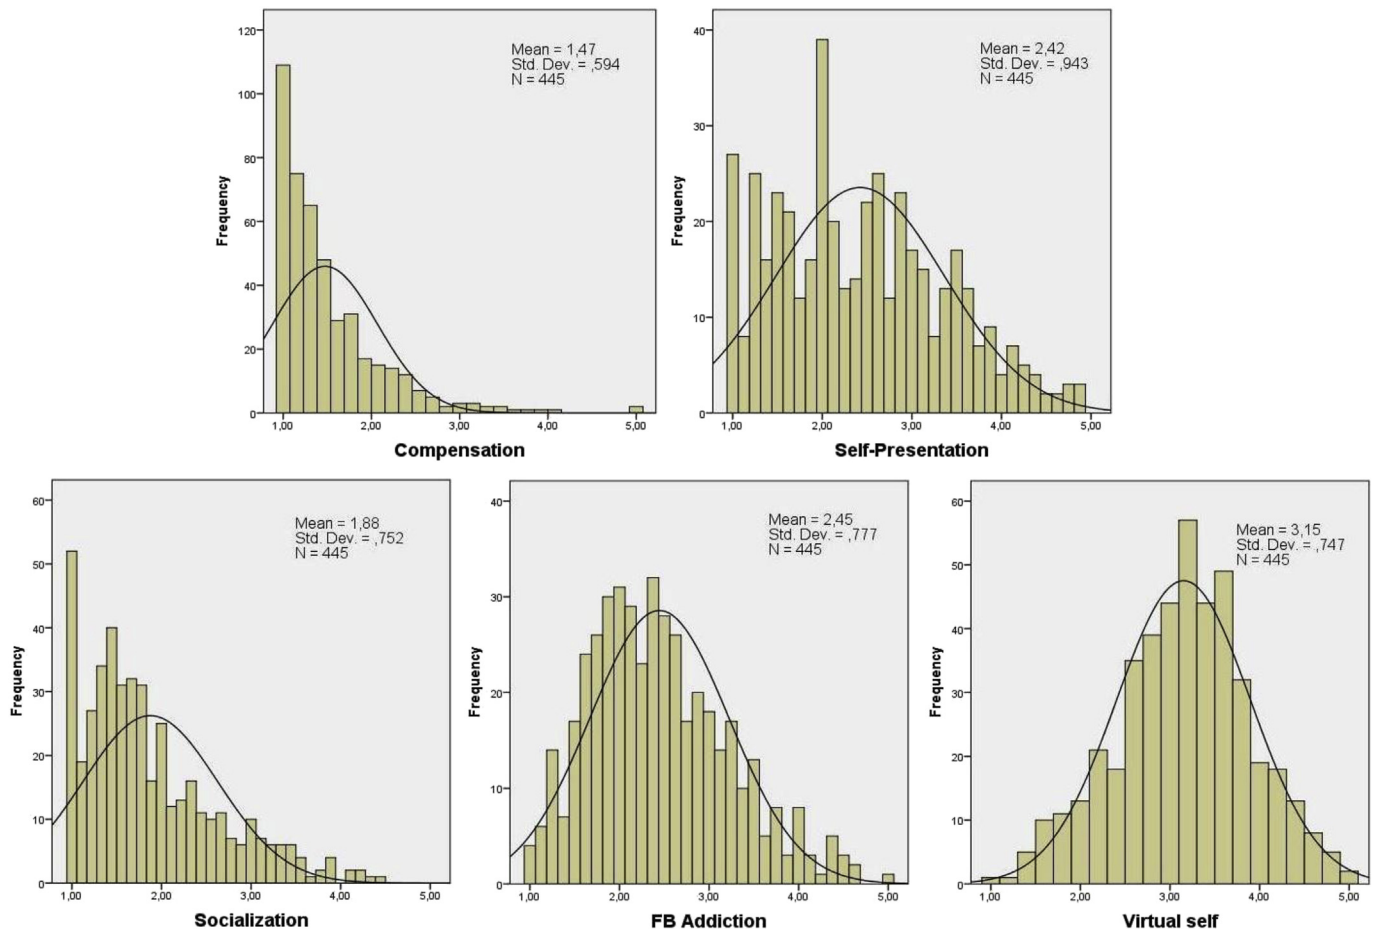 120
100
80
60
40
20
0
Frequency
Mean = 1,47
Std. Dev. = ,594
N = 445
1,00 2,00 3,00 4,00 5,00
Compensation
40
30
20
10
0
Frequency
Mean = 2,42
Std. Dev. = ,943
N = 445
1,00 2,00 3,00 4,00 5,00
Self-Presentation
60
50
40
30
20
10
0
Frequency
Mean = 1,88
Std. Dev. = ,752
N = 445
1,00 2,00 3,00 4,00 5,00
Socialization
40
30
20
10
0
Frequency
Mean = 2,45
Std. Dev. = ,777
N = 445
1,00 2,00 3,00 4,00 5,00
FB Addiction
60
50
40
30
20
10
0
Frequency
Mean = 3,15
Std. Dev. = ,747
N = 445
1,00 2,00 3,00 4,00 5,00
Virtual self